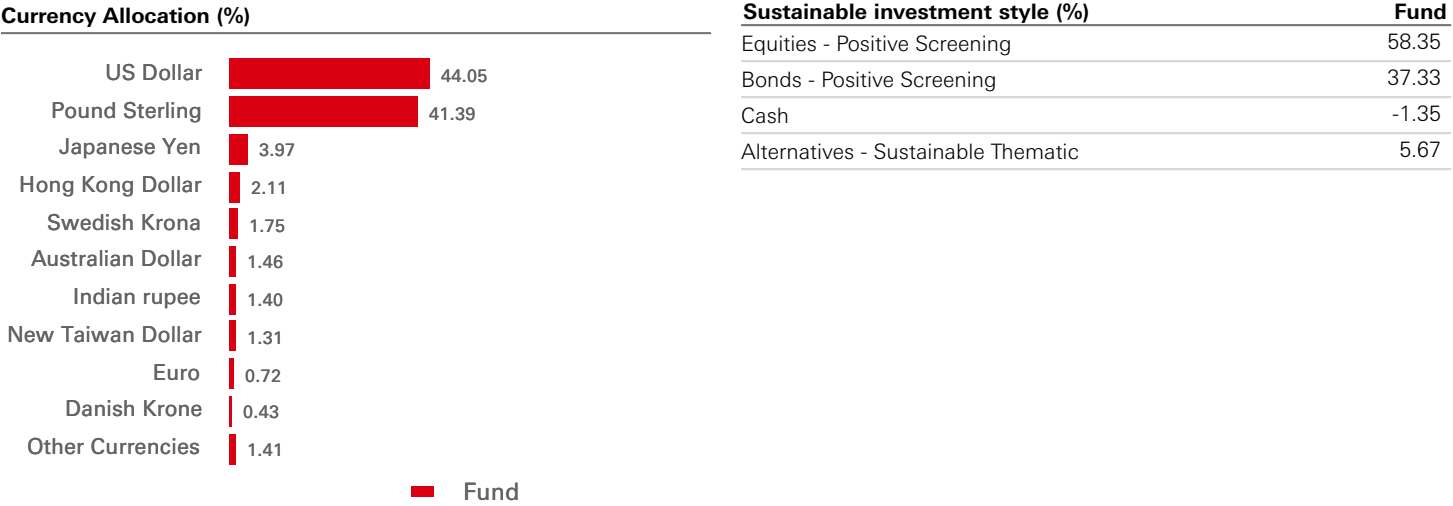 Currency Allocation (%)
US Dollar 44.05
Pound Sterling 41.39
Japanese Yen 3.97
Hong Kong Dollar 2.11
Swedish Krona 1.75
Australian Dollar 1.46
Indian rupee 1.40
New Taiwan Dollar 1.31
Euro 0.72
Danish Krone 0.43
Other Currencies 1.41
Fund
Sustainable investment style (%) Fund
Equities - Positive Screening 58.35
Bonds - Positive Screening 37.33
Cash -1.35
Alternatives - Sustainable Thematic 5.67